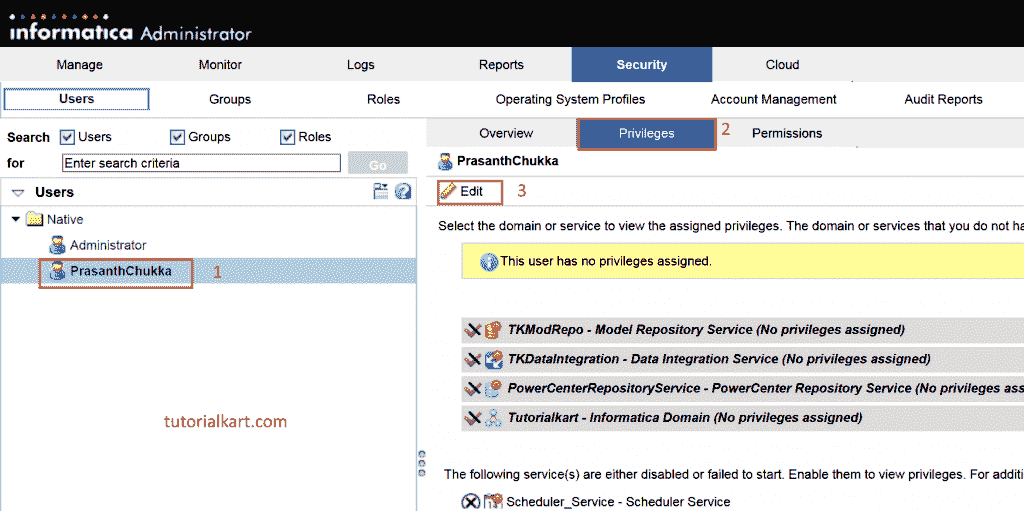 informatica Administrator
Manage Monitor Logs Reports Security Cloud
Users Groups Roles Operating System Profiles Account Management Audit Reports
Search Users Groups Roles
for Enter search criteria Go
Users
Native
Administrator
PrasanthChukka 1
tutorialkart.com
Overview Privileges 2 Permissions
PrasanthChukka
Edit 3
Select the domain or service to view the assigned privileges. The domain or services that you do not ha
This user has no privileges assigned.
TKModRepo - Model Repository Service (No privileges assigned)
TKDataIntegration - Data Integration Service (No privileges assigned)
PowerCenterRepositoryService - PowerCenter Repository Service (No privileges ass
Tutorialkart - Informatica Domain (No privileges assigned)
The following service(s) are either disabled or failed to start. Enable them to view privileges. For additi
Scheduler_Service - Scheduler Service